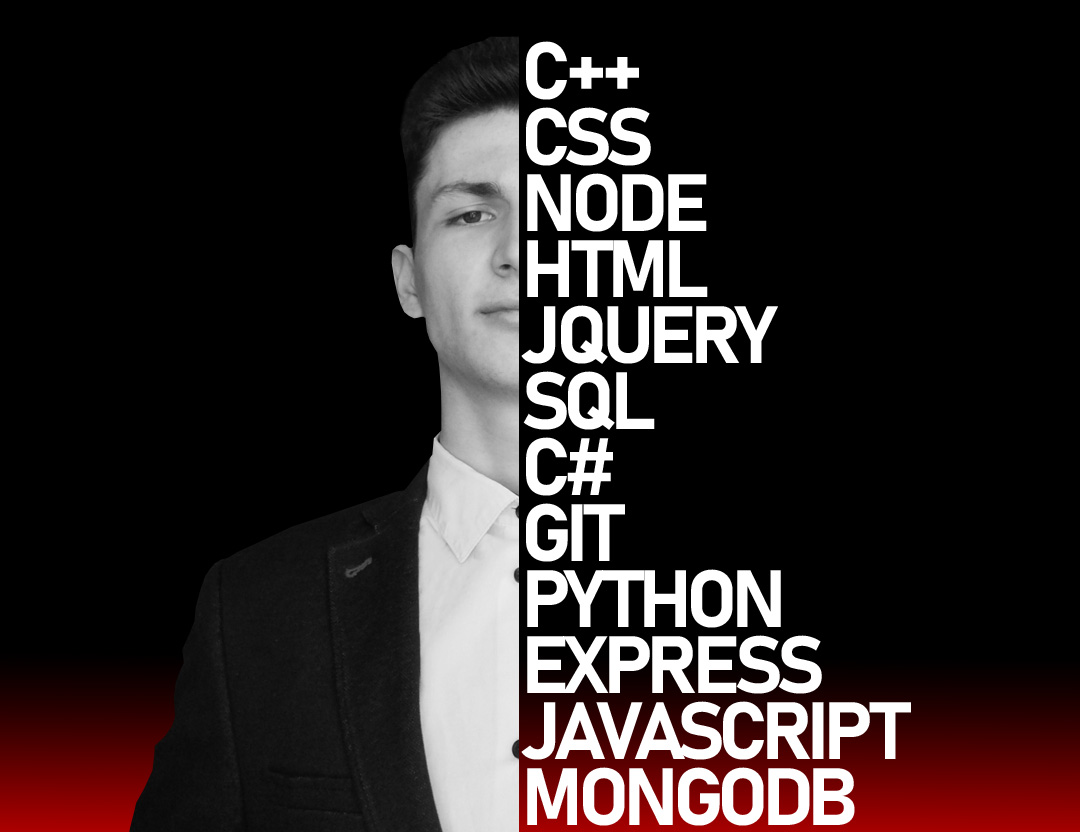 C++
CSS
NODE
HTML
JQUERY
SQL
C#
GIT
PYTHON
EXPRESS
JAVASCRIPT
MONGODB